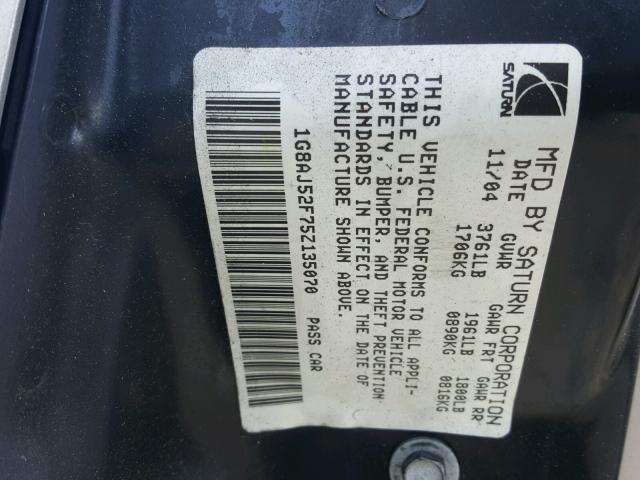 SATURN
MFD BY SATURN CORPORATION
DATE GVWR GAWR FRT GAWR RR
11/04 3761LB 1961LB 1800LB
1706KG 0890KG 0816KG
THIS VEHICLE CONFORMS TO ALL APPLI-
CABLE U.S. FEDERAL MOTOR VEHICLE
SAFETY, BUMPER, AND THEFT PREVENTION
STANDARDS IN EFFECT ON THE DATE OF
MANUFACTURE SHOWN ABOVE.
1G8AJ52F75Z135070 PASS CAR